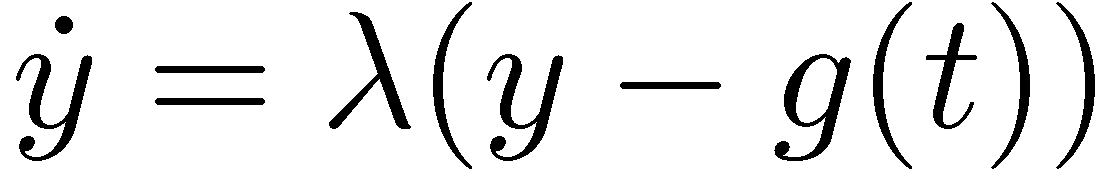 ẏ = λ(y − g(t))